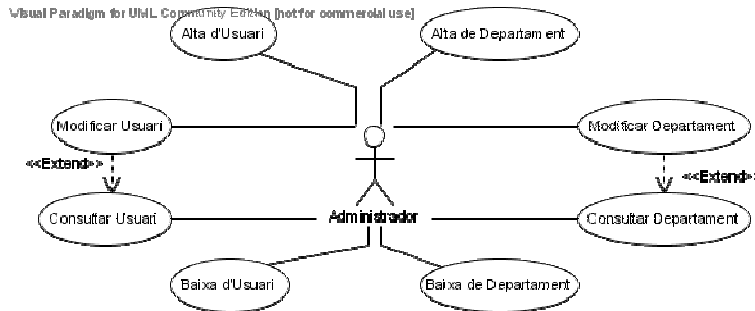 Visual Paradigm for UML Community Edition [not for commercial use]
Alta d'Usuari
Alta de Departament
Modificar Usuari
Modificar Departament
<<Extend>>
<<Extend>>
Consultar Usuari
Administrador
Consultar Departament
Baixa d'Usuari
Baixa de Departament